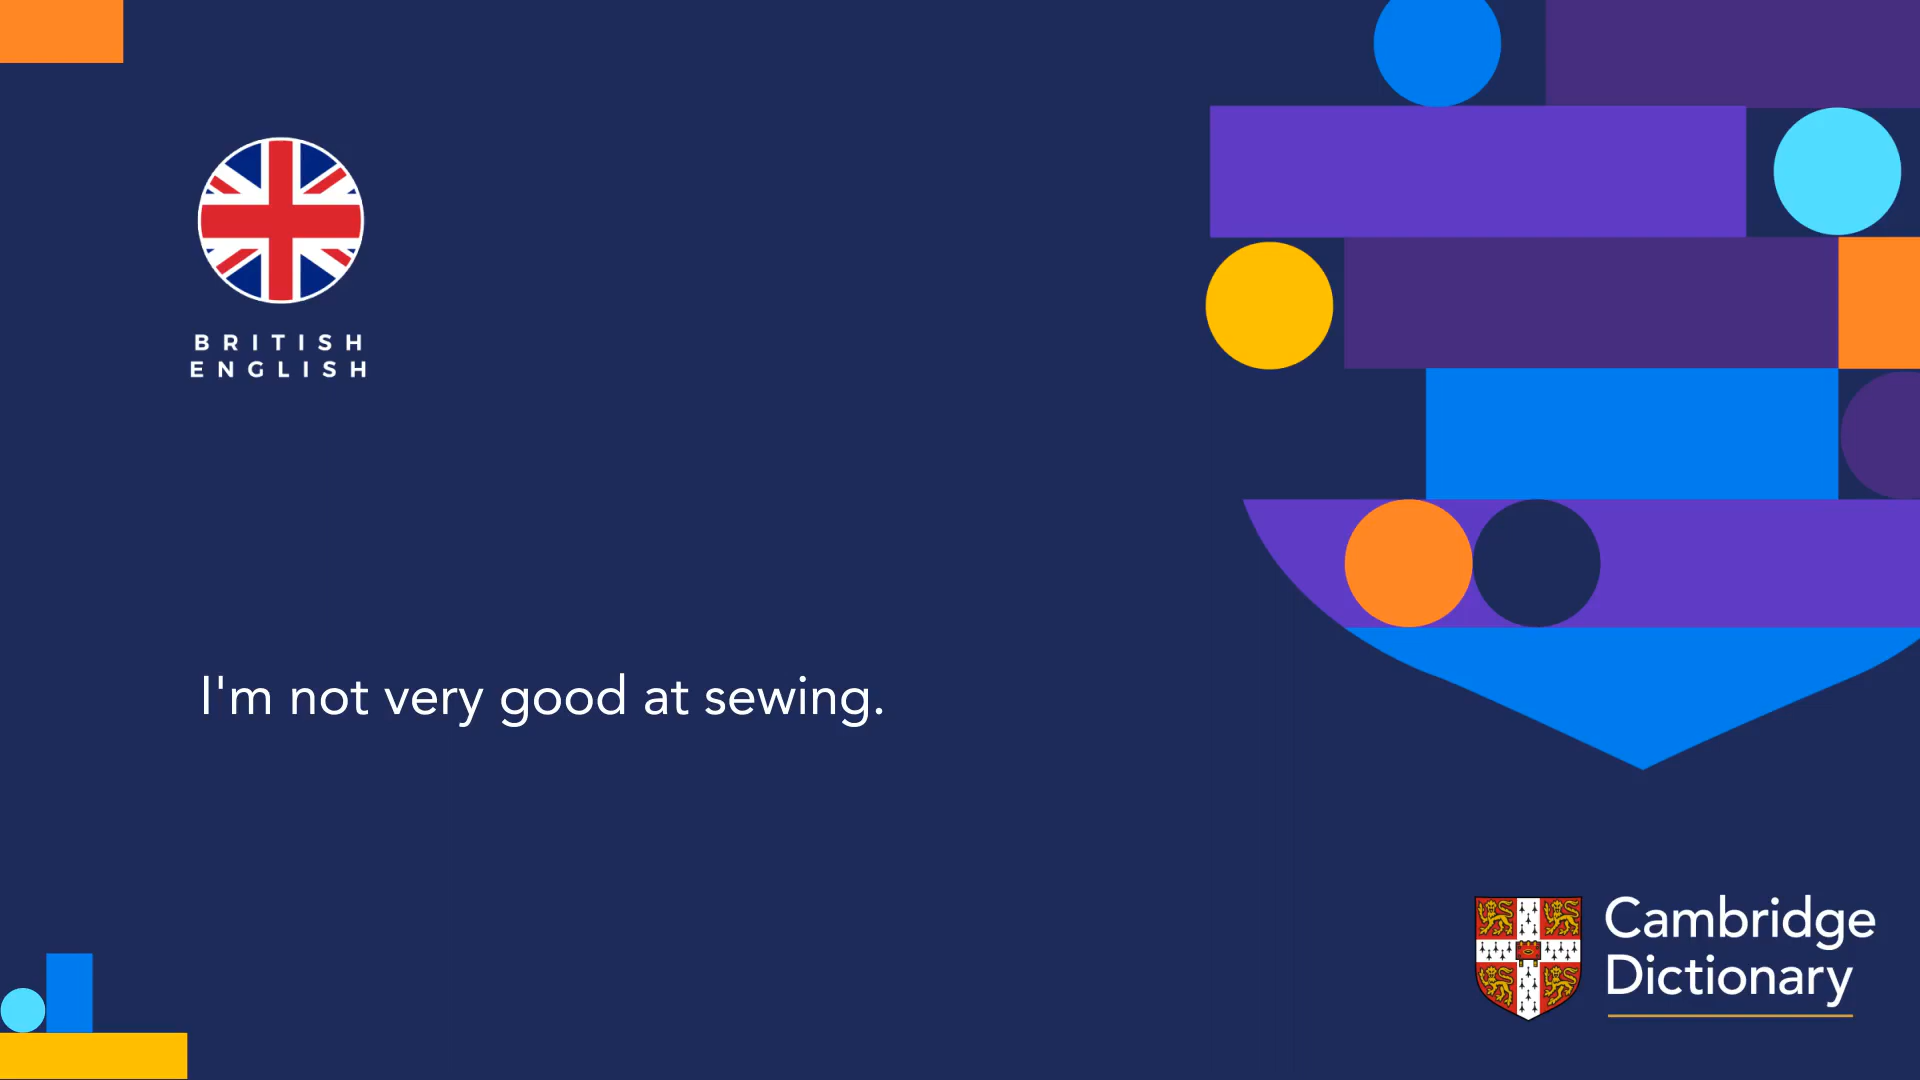 BRITISH
ENGLISH
I'm not very good at sewing.
Cambridge
Dictionary